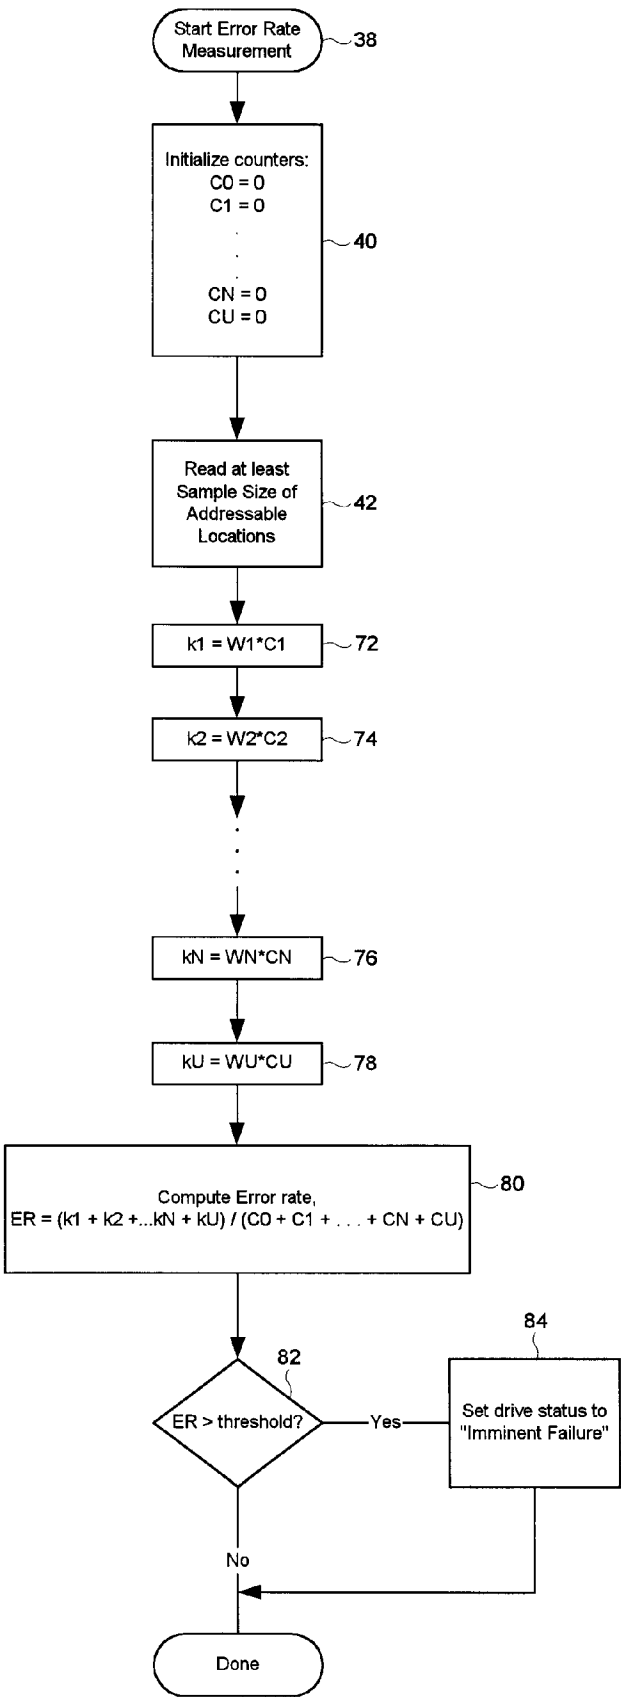 Start Error Rate
Measurement
38
Initialize counters:
C0 = 0
C1 = 0
.
.
.
CN = 0
CU = 0
40
Read at least
Sample Size of
Addressable
Locations
42
k1 = W1*C1
72
k2 = W2*C2
74
.
.
.
kN = WN*CN
76
kU = WU*CU
78
Compute Error rate,
ER = (k1 + k2 +...kN + kU) / (C0 + C1 + . . . + CN + CU)
80
82
ER > threshold?
Yes
84
Set drive status to
"Imminent Failure"
No
Done